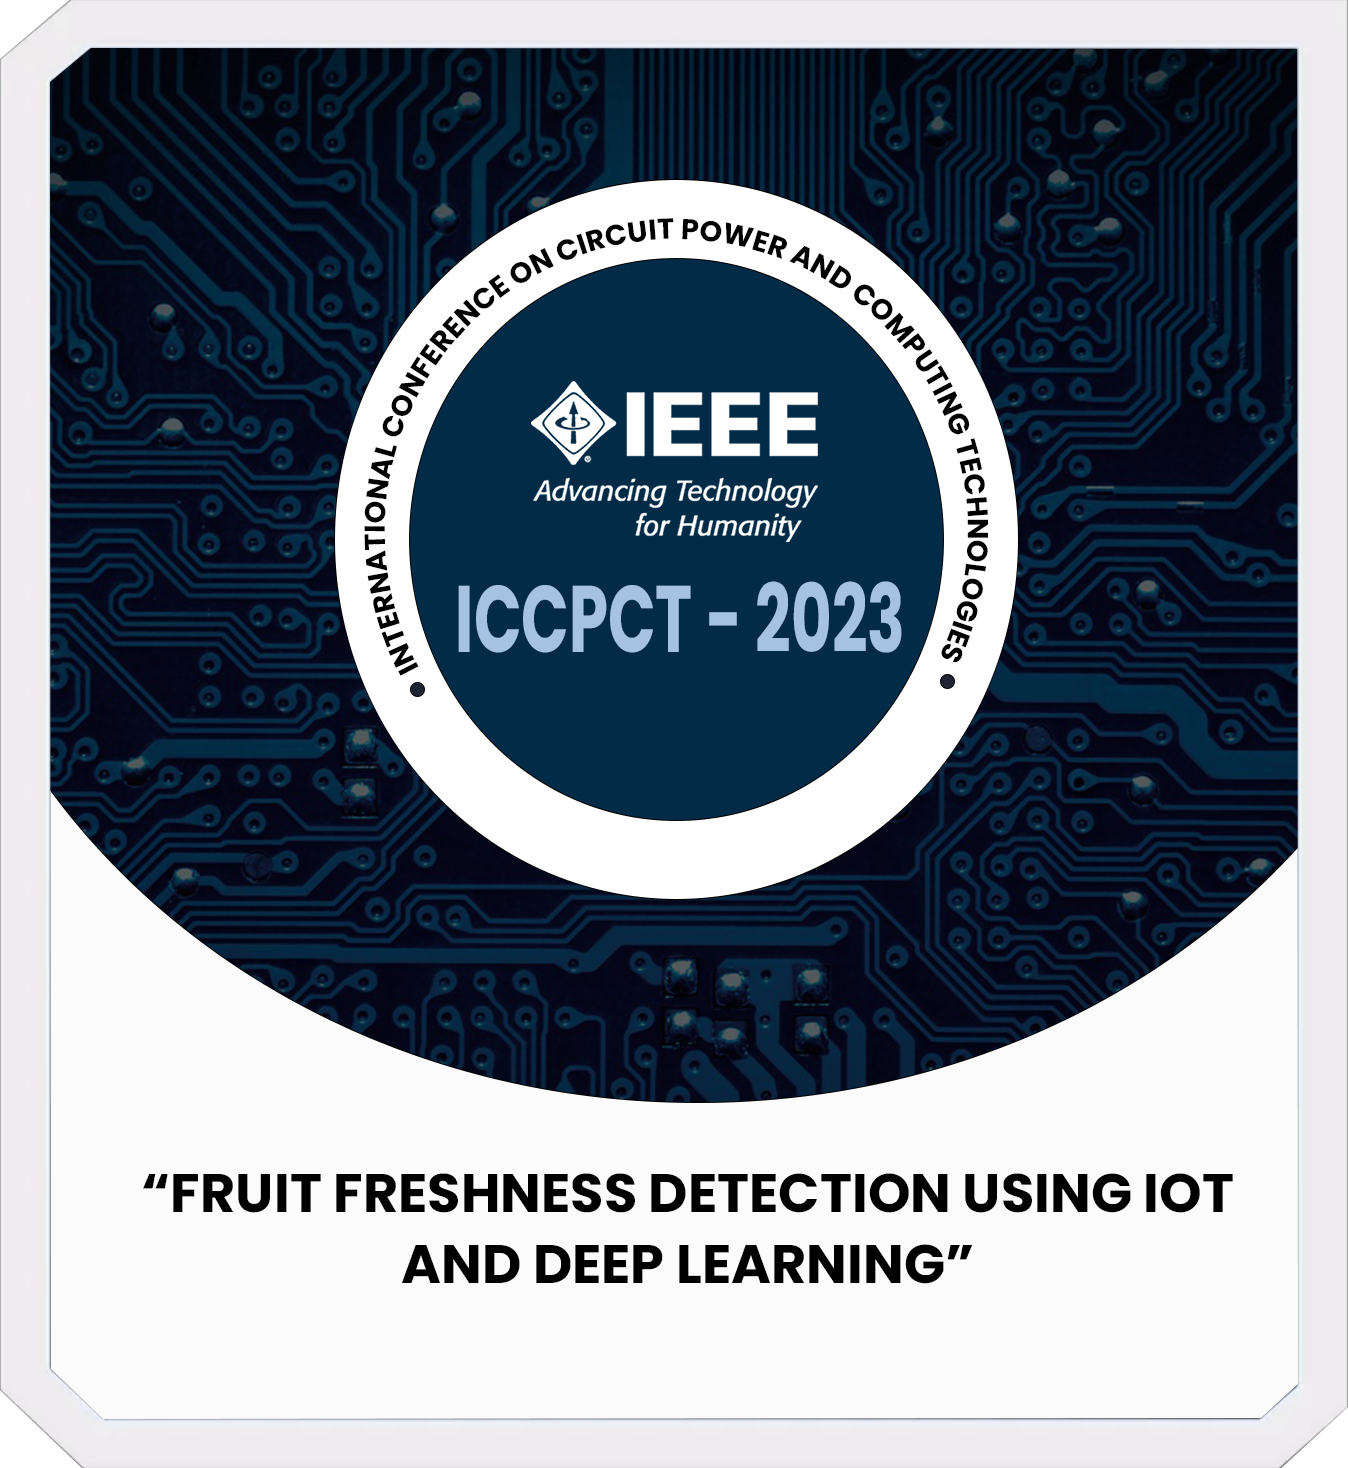 INTERNATIONAL CONFERENCE ON CIRCUIT POWER AND COMPUTING TECHNOLOGIES
IEEE
Advancing Technology
for Humanity
ICCPCT - 2023
“FRUIT FRESHNESS DETECTION USING IOT
AND DEEP LEARNING”